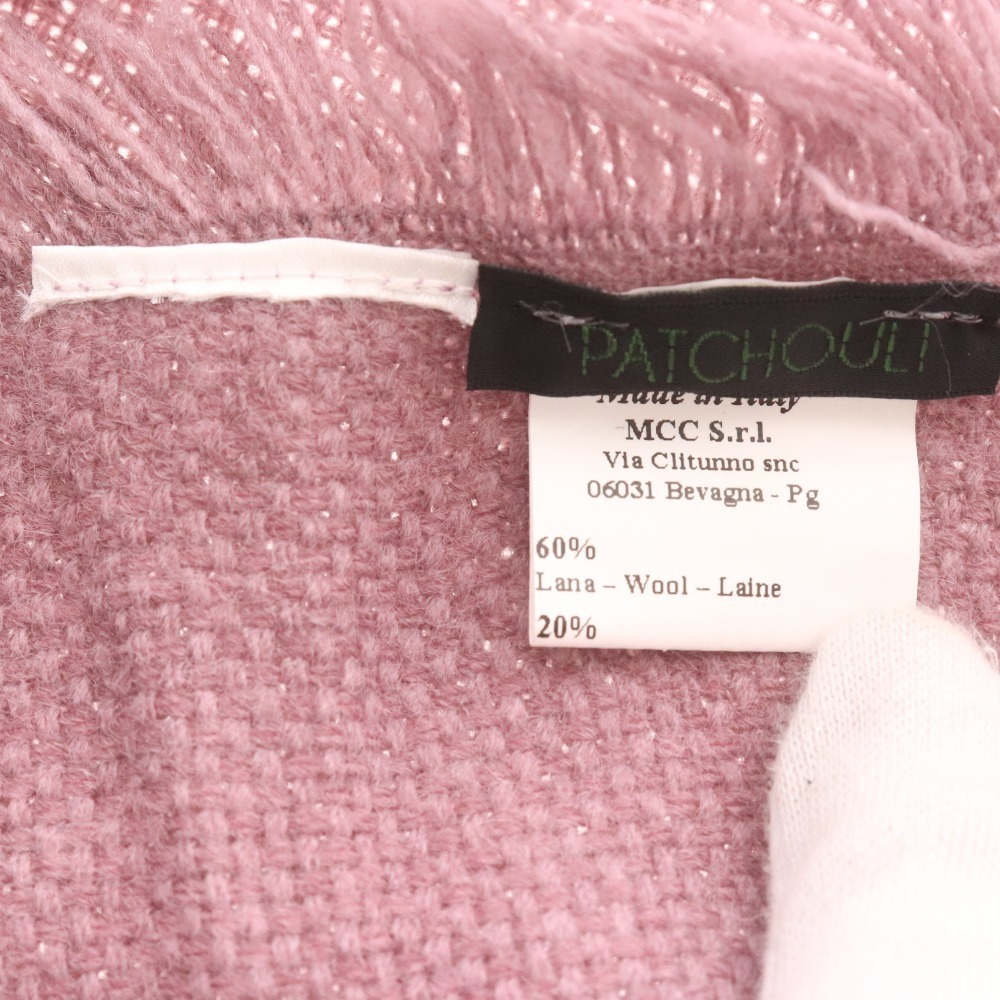 PATCHOULI
Made in Italy
MCC S.r.l.
Via Clitunno snc
06031 Bevagna - Pg
60%
Lana – Wool – Laine
20%